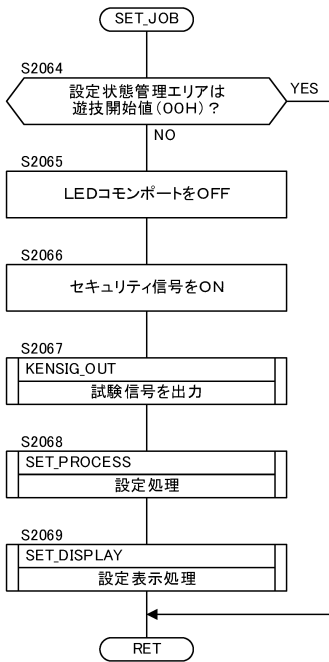 SET_JOB
S2064
設定状態管理エリアは
遊技開始値(00H)?
YES
NO
S2065
LEDコモンポートをOFF
S2066
セキュリティ信号をON
S2067
KENSIG_OUT
試験信号を出力
S2068
SET_PROCESS
設定処理
S2069
SET_DISPLAY
設定表示処理
RET